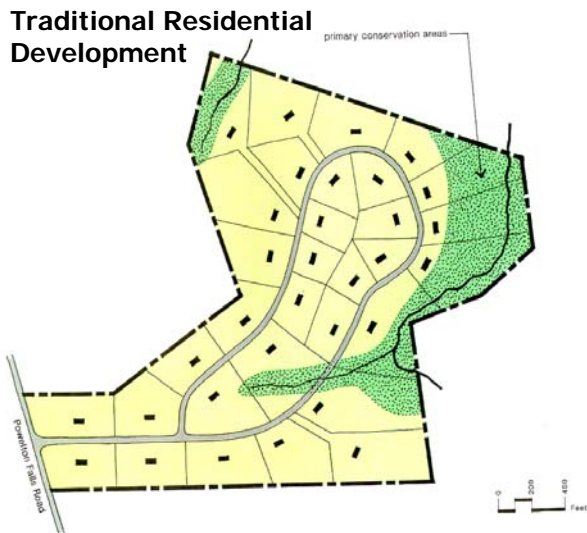 Traditional Residential
Development
primary conservation areas
Powelton Falls Road
0
200
400
Feet